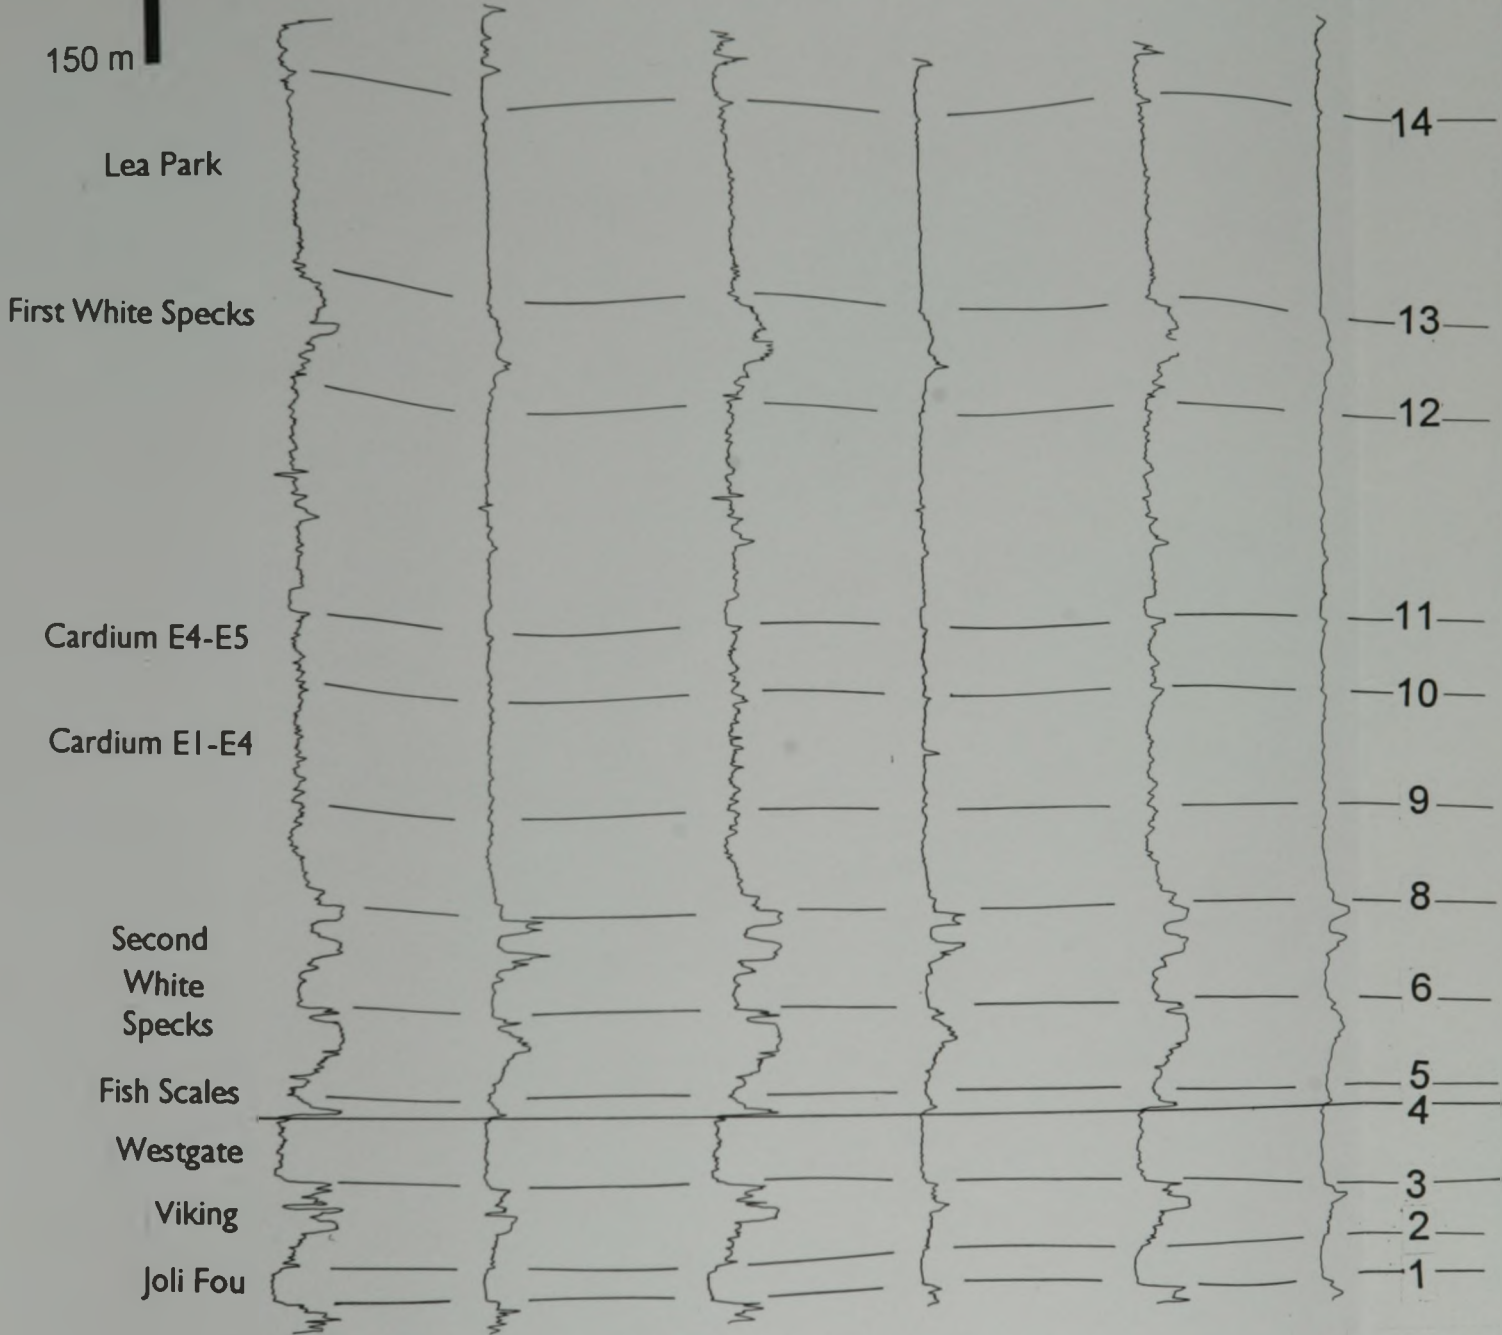 150 m
14
Lea Park
First White Specks
13
12
11
Cardium E4-E5
10
Cardium E1-E4
9
8
Second
White
6
Specks
5
Fish Scales
4
Westgate
3
Viking
2
Joli Fou
1